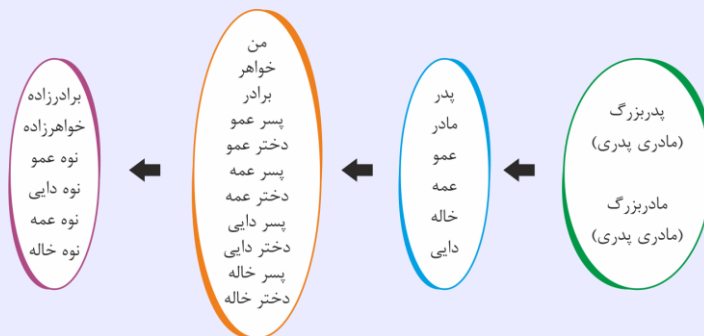 پدربزرگ
(مادری پدری)
مادربزرگ
(مادری پدری)
پدر
مادر
عمو
عمه
خاله
دایی
من
خواهر
برادر
پسر عمو
دختر عمو
پسر عمه
دختر عمه
پسر دایی
دختر دایی
پسر خاله
دختر خاله
برادرزاده
خواهرزاده
نوه عمو
نوه دایی
نوه عمه
نوه خاله